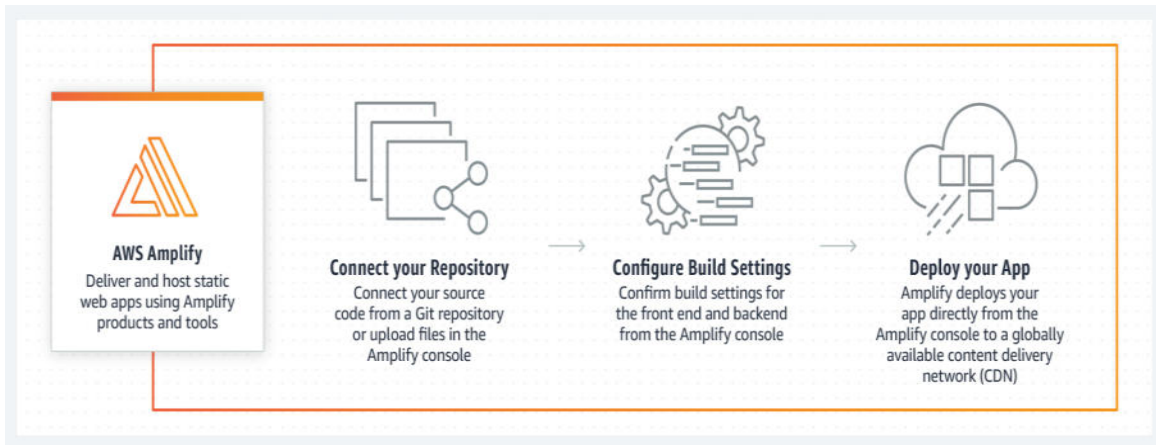 AWS Amplify
Deliver and host static
web apps using Amplify
products and tools
Connect your Repository
Connect your source
code from a Git repository
or upload files in the
Amplify console
Configure Build Settings
Confirm build settings for
the front end and backend
from the Amplify console
Deploy your App
Amplify deploys your
app directly from the
Amplify console to a globally
available content delivery
network (CDN)